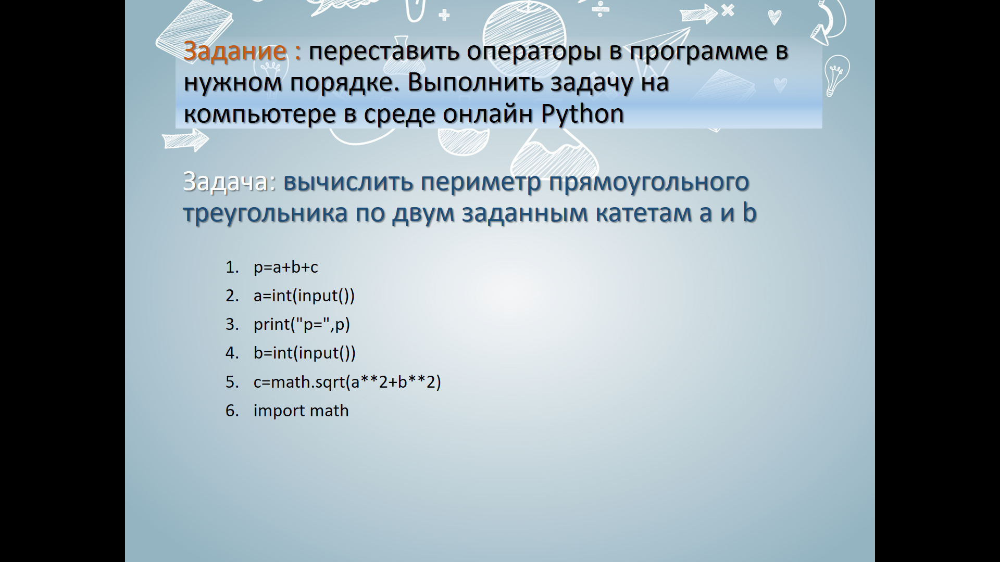 Задание : переставить операторы в программе в
нужном порядке. Выполнить задачу на
компьютере в среде онлайн Python
Задача: вычислить периметр прямоугольного
треугольника по двум заданным катетам a и b
1. p=a+b+c
2. a=int(input())
3. print("p=",p)
4. b=int(input())
5. c=math.sqrt(a**2+b**2)
6. import math